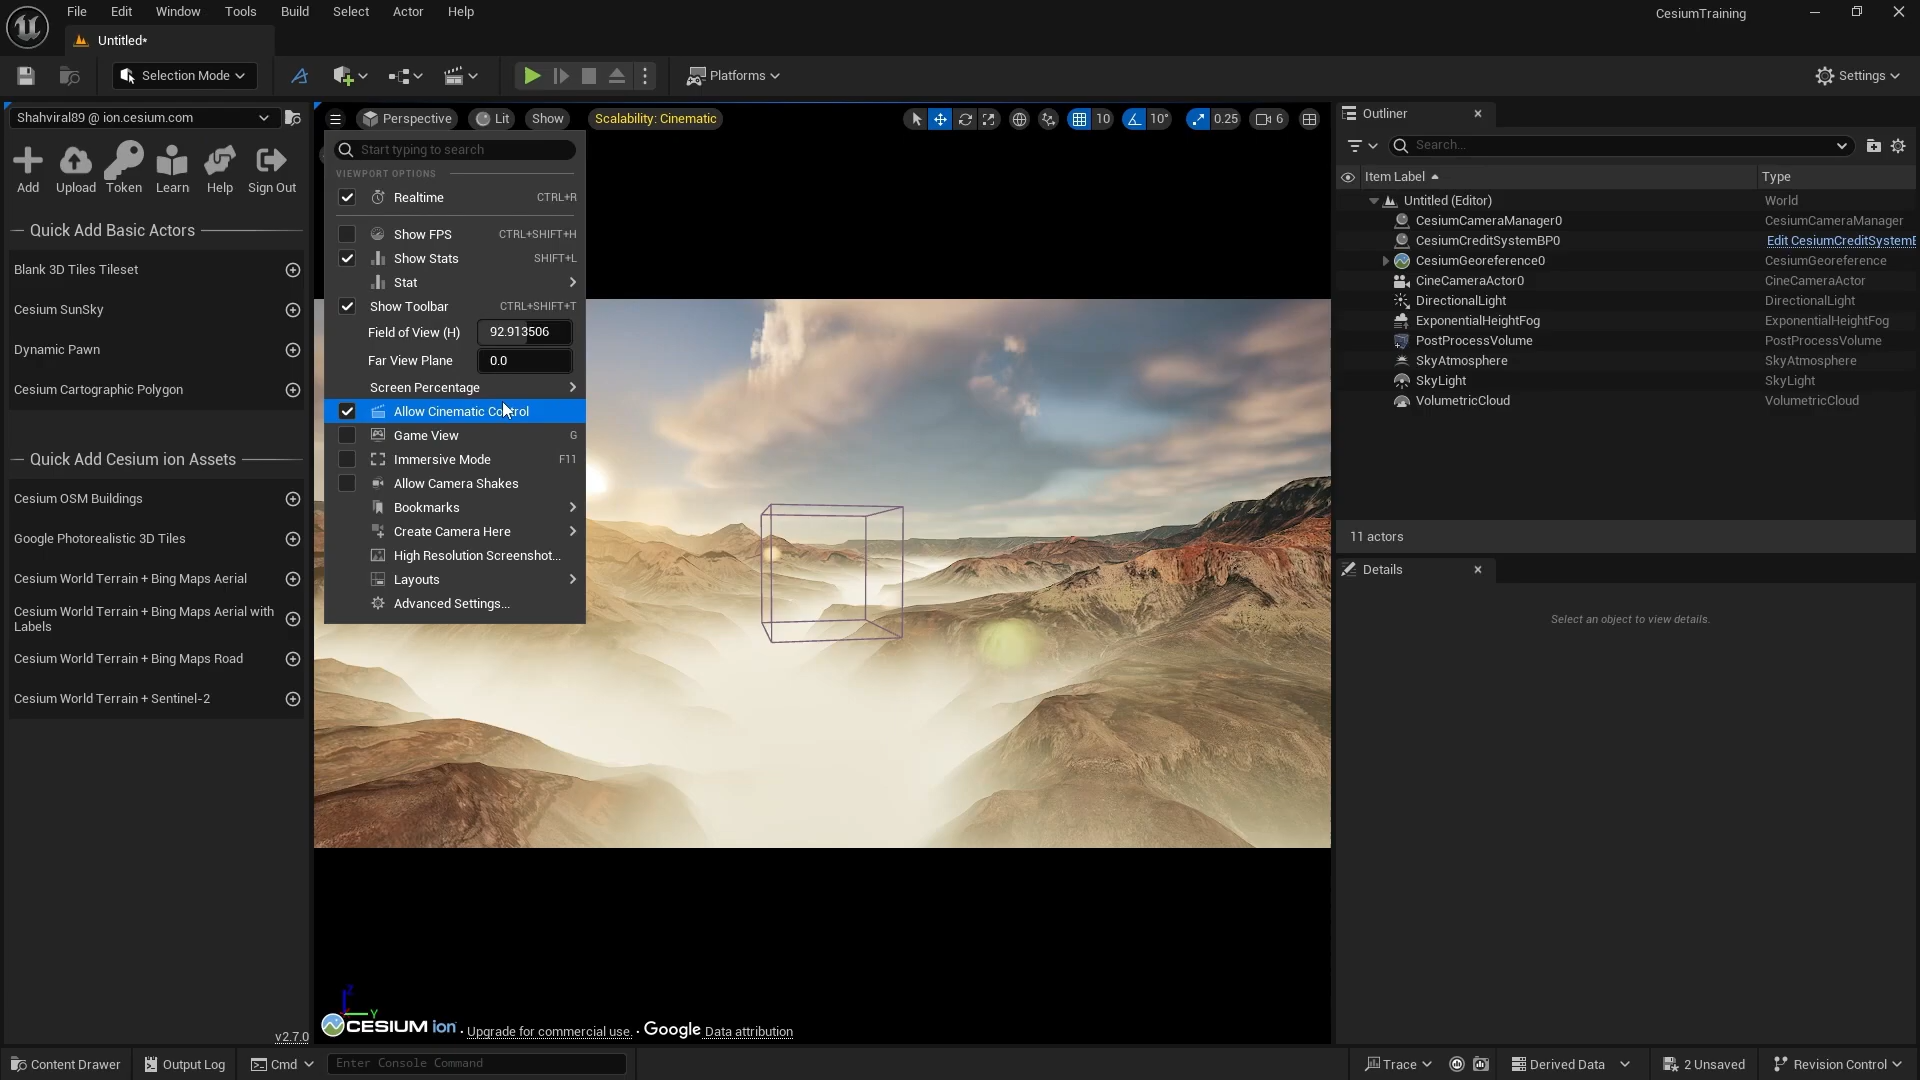 File Edit Window Tools Build Select Actor Help
CesiumTraining
Untitled*
Selection Mode
Platforms
Settings
Shahviral89 @ ion.cesium.com
Add Upload Token Learn Help Sign Out
Quick Add Basic Actors
Blank 3D Tiles Tileset
Cesium SunSky
Dynamic Pawn
Cesium Cartographic Polygon
Quick Add Cesium ion Assets
Cesium OSM Buildings
Google Photorealistic 3D Tiles
Cesium World Terrain + Bing Maps Aerial
Cesium World Terrain + Bing Maps Aerial with
Labels
Cesium World Terrain + Bing Maps Road
Cesium World Terrain + Sentinel-2
v2.7.0
Perspective Lit Show Scalability: Cinematic 10 10° 0.25 6
Start typing to search
VIEWPORT OPTIONS
Realtime CTRL+R
Show FPS CTRL+SHIFT+H
Show Stats SHIFT+L
Stat
Show Toolbar CTRL+SHIFT+T
Field of View (H) 92.913506
Far View Plane 0.0
Screen Percentage
Allow Cinematic Control
Game View G
Immersive Mode F11
Allow Camera Shakes
Bookmarks
Create Camera Here
High Resolution Screenshot...
Layouts
Advanced Settings...
Z
Y
CESIUM ion · Upgrade for commercial use. · Google Data attribution
Outliner
Search...
Item Label Type
Untitled (Editor) World
CesiumCameraManager0 CesiumCameraManager
CesiumCreditSystemBP0 Edit CesiumCreditSystemE
CesiumGeoreference0 CesiumGeoreference
CineCameraActor0 CineCameraActor
DirectionalLight DirectionalLight
ExponentialHeightFog ExponentialHeightFog
PostProcessVolume PostProcessVolume
SkyAtmosphere SkyAtmosphere
SkyLight SkyLight
VolumetricCloud VolumetricCloud
11 actors
Details
Select an object to view details.
Content Drawer Output Log Cmd Enter Console Command Trace Derived Data 2 Unsaved Revision Control